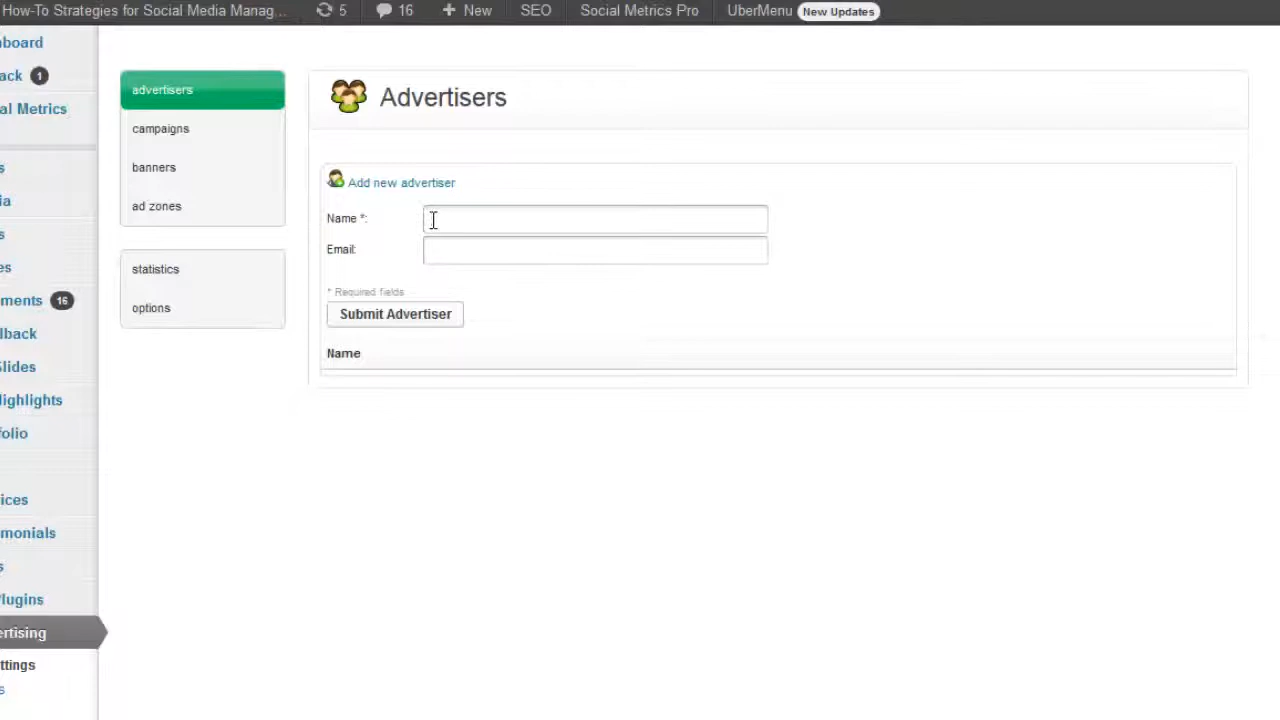 How-To Strategies for Social Media Manag... 5 16 + New SEO Social Metrics Pro UberMenu New Updates
board
ack 1
al Metrics
s
ia
s
es
ments 16
lback
Slides
lighlights
folio
ices
monials
s
lugins
ertising
ttings
s
advertisers
campaigns
banners
ad zones
statistics
options
Advertisers
Add new advertiser
Name *:
Email:
* Required fields
Submit Advertiser
Name